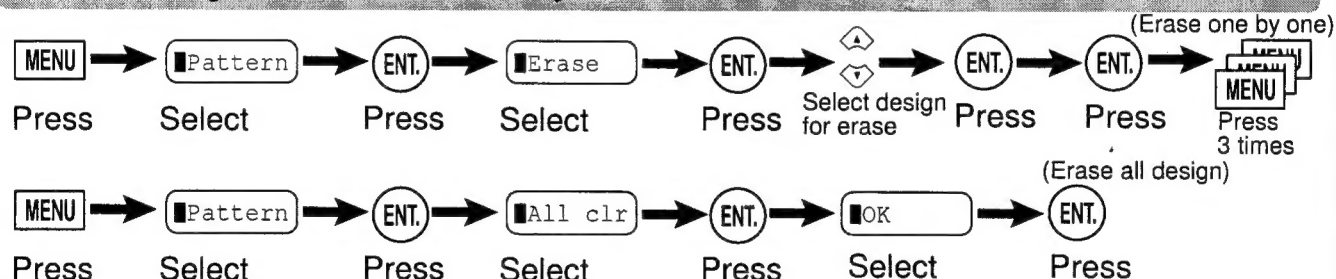 (Erase one by one)
MENU Pattern ENT. Erase ENT. ENT. ENT. MENU MENU MENU
Press Select Press Select Press Select design for erase Press Press Press 3 times
(Erase all design)
MENU Pattern ENT. All clr ENT. OK ENT.
Press Select Press Select Press Select Press